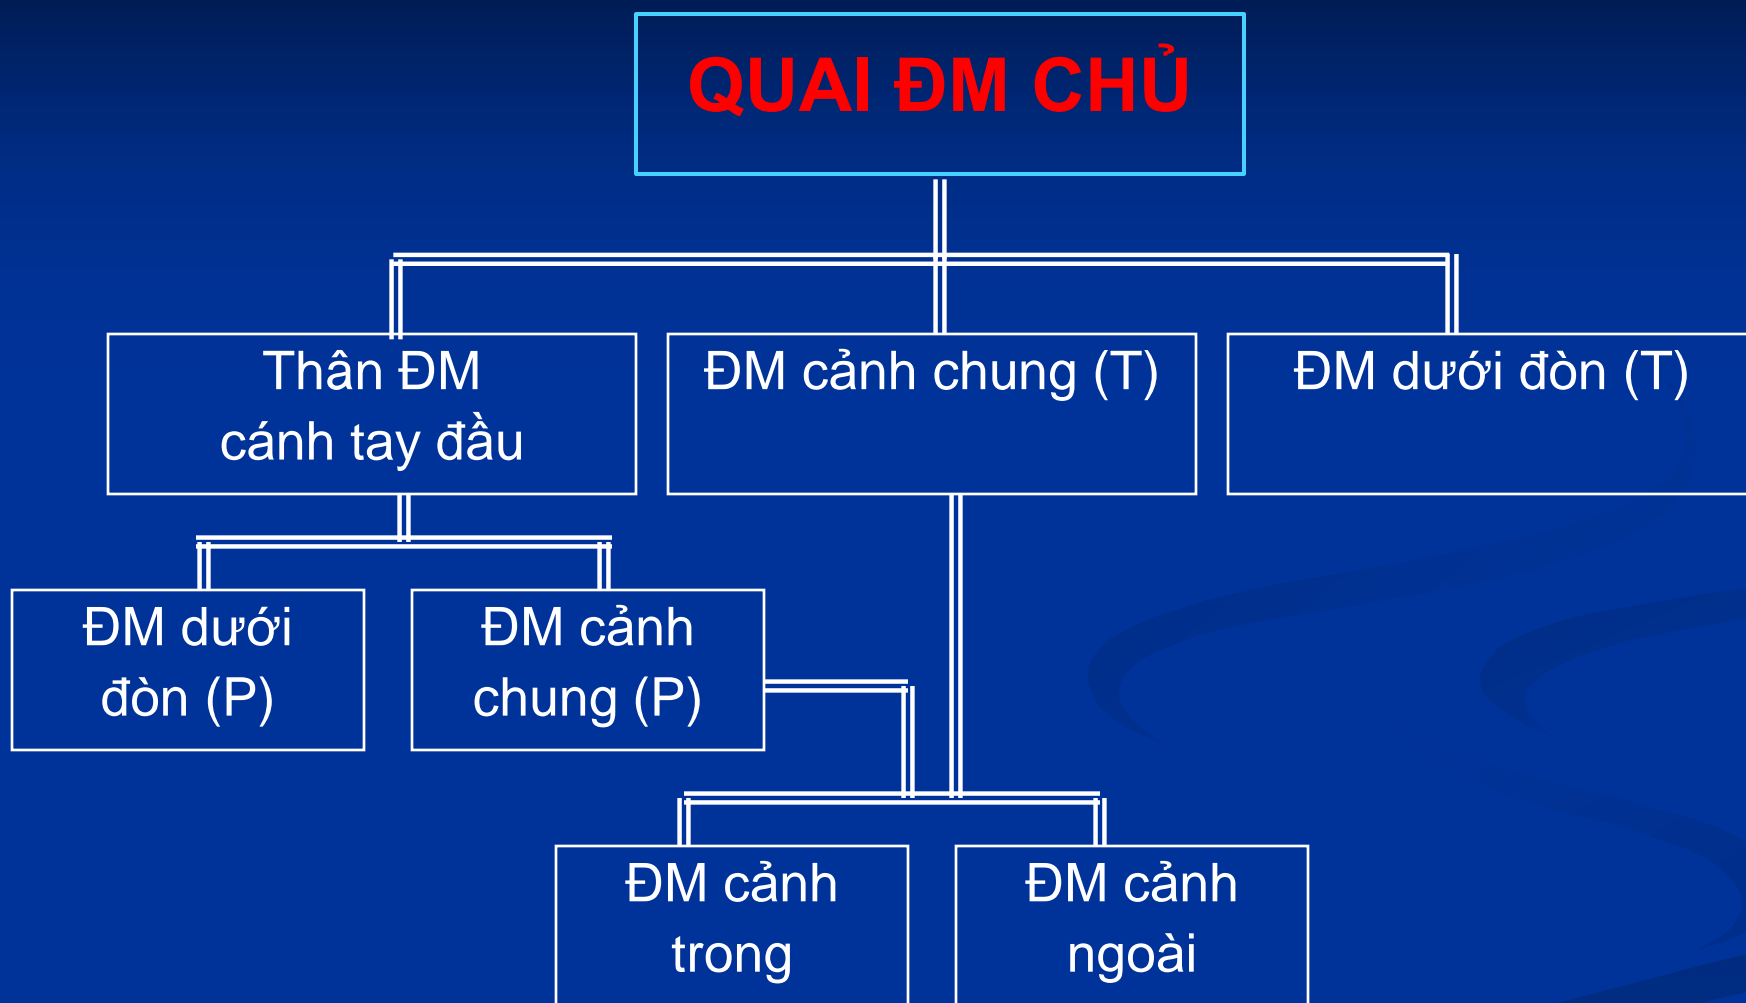 QUAI ĐM CHỦ
Thân ĐM
cánh tay đầu
ĐM cảnh chung (T)
ĐM dưới đòn (T)
ĐM dưới
đòn (P)
ĐM cảnh
chung (P)
ĐM cảnh
trong
ĐM cảnh
ngoài